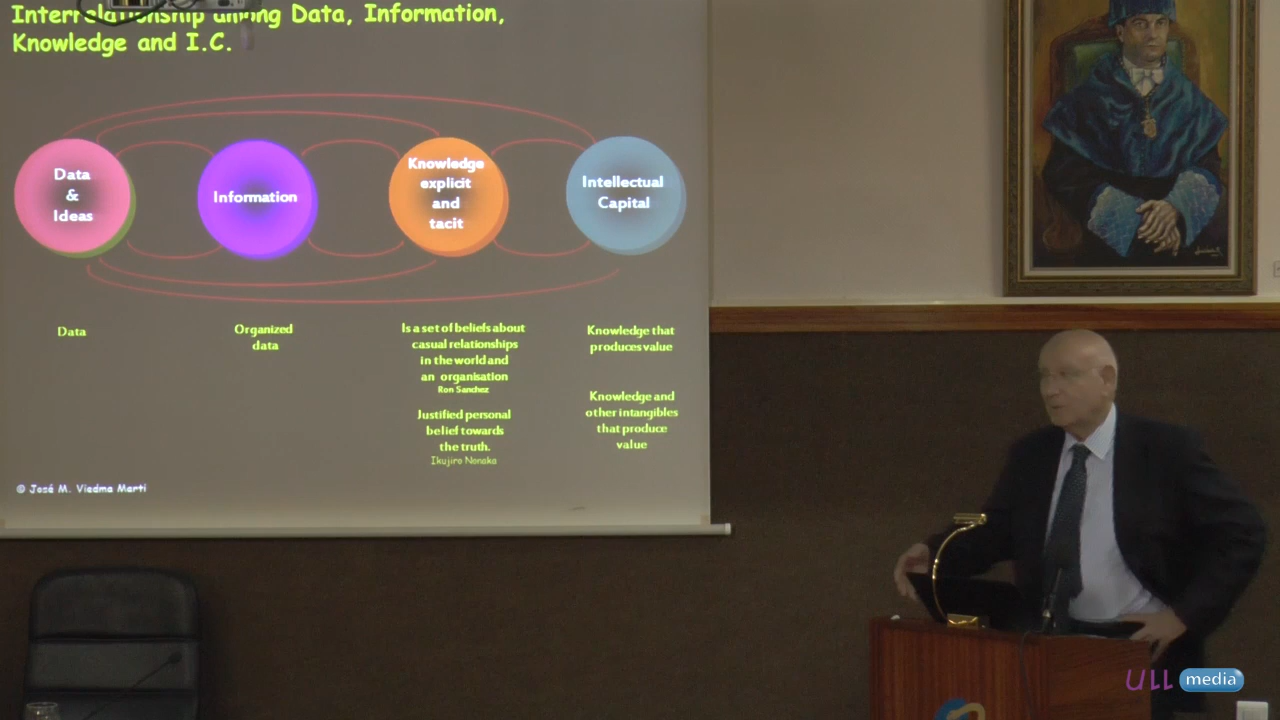 Interrelationship among Data, Information,
Knowledge and I.C.
Data
&
Ideas
Information
Knowledge
explicit
and
tacit
Intellectual
Capital
Data
Organized
data
Is a set of beliefs about
casual relationships
in the world and
an organisation
Ron Sanchez
Justified personal
belief towards
the truth.
Ikujiro Nonaka
Knowledge that
produces value
Knowledge and
other intangibles
that produce
value
© José M. Viedma Martí
ULL media